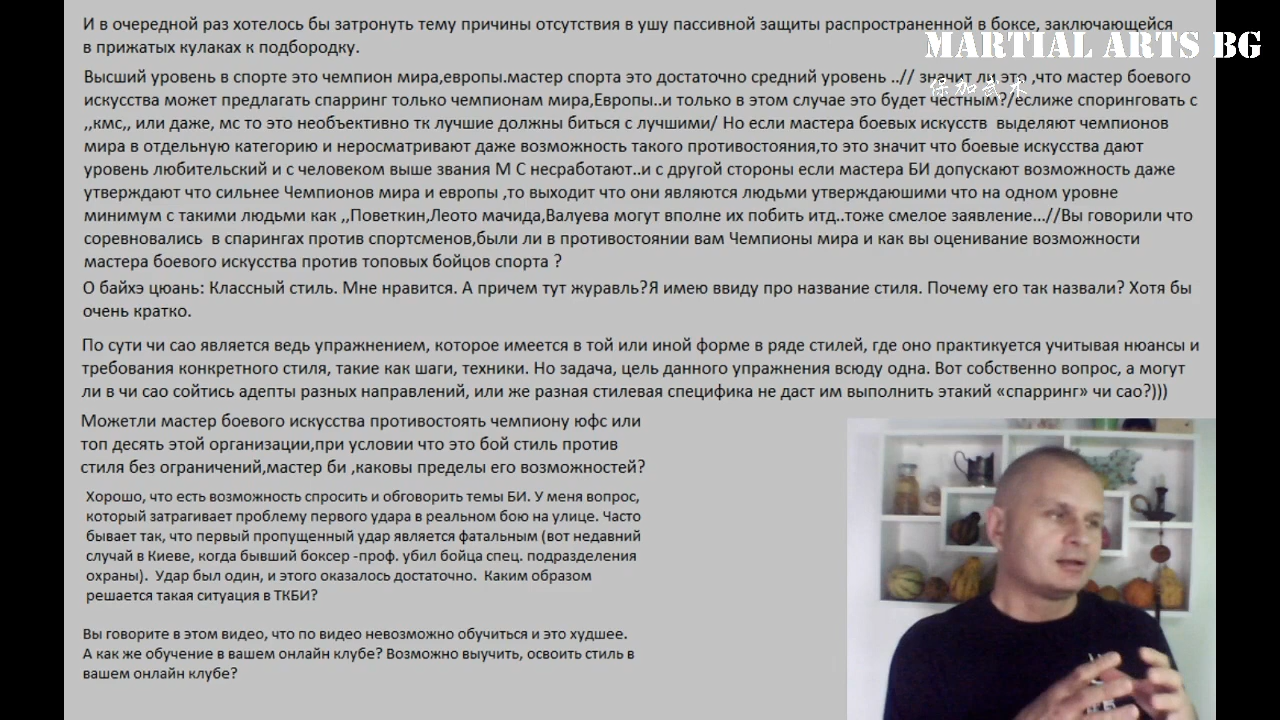 И в очередной раз хотелось бы затронуть тему причины отсутствия в ушу пассивной защиты распространенной в боксе, заключающейся
в прижатых кулаках к подбородку.
MARTIAL ARTS BG
保加武术
Высший уровень в спорте это чемпион мира,европы.мастер спорта это достаточно средний уровень ..// значит ли это ,что мастер боевого
искусства может предлагать спарринг только чемпионам мира,Европы..и только в этом случае это будет честным?/еслиже споринговать с
,,кмс,, или даже, мс то это необъективно тк лучшие должны биться с лучшими/ Но если мастера боевых искусств  выделяют чемпионов
мира в отдельную категорию и неросматривают даже возможность такого противостояния,то это значит что боевые искусства дают
уровень любительский и с человеком выше звания М С несработают..и с другой стороны если мастера БИ допускают возможность даже
утверждают что сильнее Чемпионов мира и европы ,то выходит что они являются людьми утверждаюшими что на одном уровне
минимум с такими людьми как ,,Поветкин,Леото мачида,Валуева могут вполне их побить итд..тоже смелое заявление...//Вы говорили что
соревновались  в спарингах против спортсменов,были ли в противостоянии вам Чемпионы мира и как вы оценивание возможности
мастера боевого искусства против топовых бойцов спорта ?
О байхэ цюань: Классный стиль. Мне нравится. А причем тут журавль?Я имею ввиду про название стиля. Почему его так назвали? Хотя бы
очень кратко.
По сути чи сао является ведь упражнением, которое имеется в той или иной форме в ряде стилей, где оно практикуется учитывая нюансы и
требования конкретного стиля, такие как шаги, техники. Но задача, цель данного упражнения всюду одна. Вот собственно вопрос, а могут
ли в чи сао сойтись адепты разных направлений, или же разная стилевая специфика не даст им выполнить этакий «спарринг» чи сао?)))
Можетли мастер боевого искусства противостоять чемпиону юфс или
топ десять этой организации,при условии что это бой стиль против
стиля без ограничений,мастер би ,каковы пределы его возможностей?
Хорошо, что есть возможность спросить и обговорить темы БИ. У меня вопрос,
который затрагивает проблему первого удара в реальном бою на улице. Часто
бывает так, что первый пропущенный удар является фатальным (вот недавний
случай в Киеве, когда бывший боксер -проф. убил бойца спец. подразделения
охраны).  Удар был один, и этого оказалось достаточно.  Каким образом
решается такая ситуация в ТКБИ?
Вы говорите в этом видео, что по видео невозможно обучиться и это худшее.
А как же обучение в вашем онлайн клубе? Возможно выучить, освоить стиль в
вашем онлайн клубе?